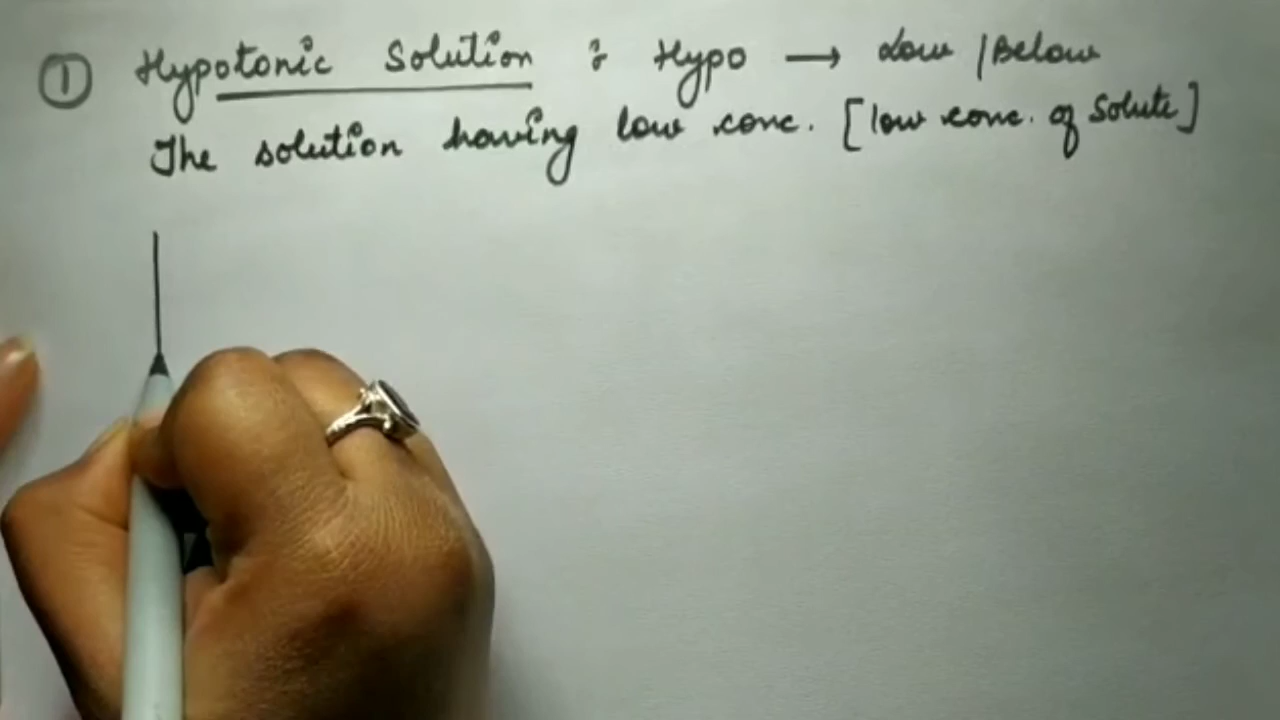 ① Hypotonic Solution : Hypo → Low / Below
The solution having low conc. [low conc. of Solute]